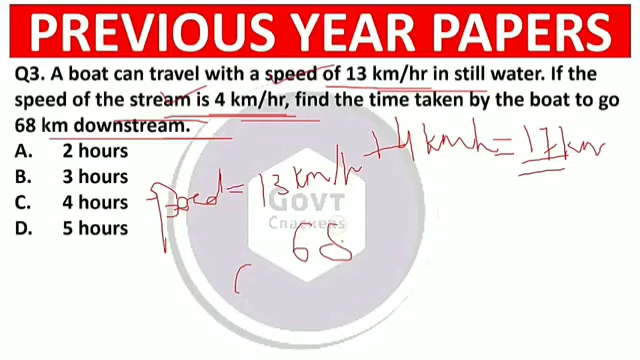 PREVIOUS YEAR PAPERS
Q3. A boat can travel with a speed of 13 km/hr in still water. If the
speed of the stream is 4 km/hr, find the time taken by the boat to go
68 km downstream.
A. 2 hours
B. 3 hours
C. 4 hours
D. 5 hours
Speed = 13 km/h + 4 kmh = 17 km
GOVT
CRACKERS
68